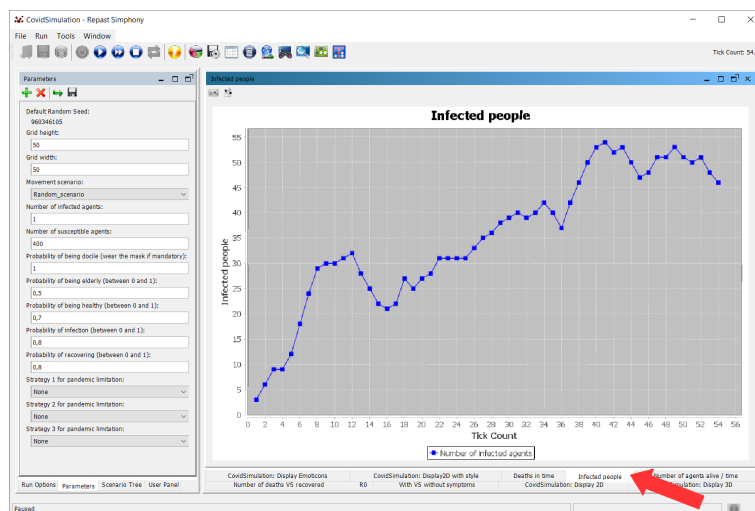 CovidSimulation - Repast Simphony
File Run Tools Window
Tick Count: 54.
Parameters
Default Random Seed:
960346105
Grid height:
50
Grid width:
50
Movement scenario:
Random_scenario
Number of infected agents:
1
Number of susceptible agents:
400
Probability of being docile (wear the mask if mandatory):
1
Probability of being elderly (between 0 and 1):
0,5
Probability of being healthy (between 0 and 1):
0,7
Probability of infection (between 0 and 1):
0,8
Probability of recovering (between 0 and 1):
0,8
Strategy 1 for pandemic limitation:
None
Strategy 2 for pandemic limitation:
None
Strategy 3 for pandemic limitation:
None
Run Options Parameters Scenario Tree User Panel
Infected people
Infected people
Infected people
55
50
45
40
35
30
25
20
15
10
5
0
0 2 4 6 8 10 12 14 16 18 20 22 24 26 28 30 32 34 36 38 40 42 44 46 48 50 52 54 56
Tick Count
Number of infected agents
CovidSimulation: Display Emoticons CovidSimulation: Display2D with style Deaths in time Infected people Number of agents alive / time
Number of deaths VS recovered R0 With VS without symptoms CovidSimulation: Display 2D Simulation: Display 3D
Paused